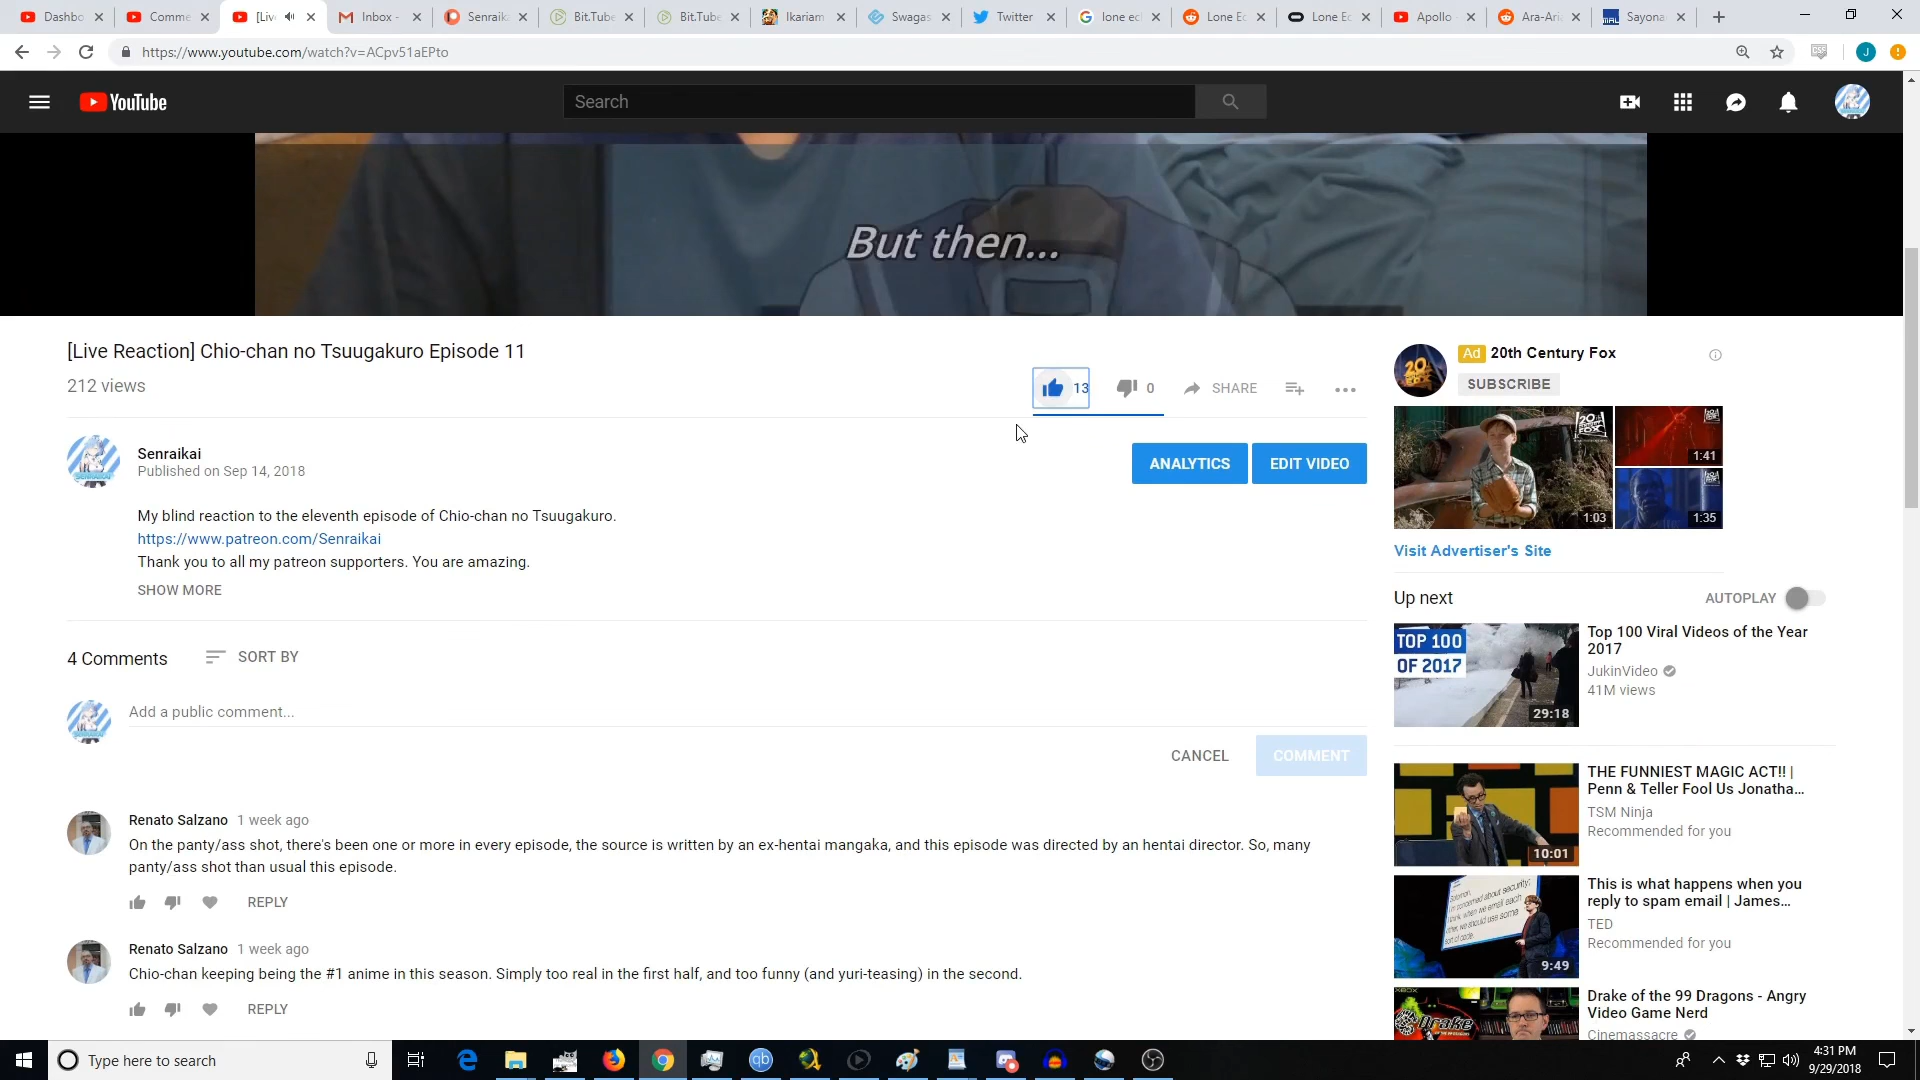 Dashbo
Comme
[Liv
Inbox -
Senraik
Bit.Tube
Bit.Tube
Ikariam
Swagas
Twitter
lone ec
Lone Ec
Lone Ec
Apollo -
Ara-Ari
Sayona
https://www.youtube.com/watch?v=ACpv51aEPto
J
YouTube
Search
But then...
[Live Reaction] Chio-chan no Tsuugakuro Episode 11
212 views
13
0
SHARE
Senraikai
Published on Sep 14, 2018
ANALYTICS
EDIT VIDEO
My blind reaction to the eleventh episode of Chio-chan no Tsuugakuro.
https://www.patreon.com/Senraikai
Thank you to all my patreon supporters. You are amazing.
SHOW MORE
4 Comments
SORT BY
Add a public comment...
CANCEL
COMMENT
Renato Salzano 1 week ago
On the panty/ass shot, there's been one or more in every episode, the source is written by an ex-hentai mangaka, and this episode was directed by an hentai director. So, many
panty/ass shot than usual this episode.
REPLY
Renato Salzano 1 week ago
Chio-chan keeping being the #1 anime in this season. Simply too real in the first half, and too funny (and yuri-teasing) in the second.
REPLY
Ad 20th Century Fox
SUBSCRIBE
1:03
1:41
1:35
Visit Advertiser's Site
Up next
AUTOPLAY
TOP 100
OF 2017
29:18
Top 100 Viral Videos of the Year
2017
JukinVideo
41M views
10:01
THE FUNNIEST MAGIC ACT!! |
Penn & Teller Fool Us Jonatha...
TSM Ninja
Recommended for you
9:49
This is what happens when you
reply to spam email | James...
TED
Recommended for you
Drake of the 99 Dragons - Angry
Video Game Nerd
Cinemassacre
Type here to search
4:31 PM
9/29/2018